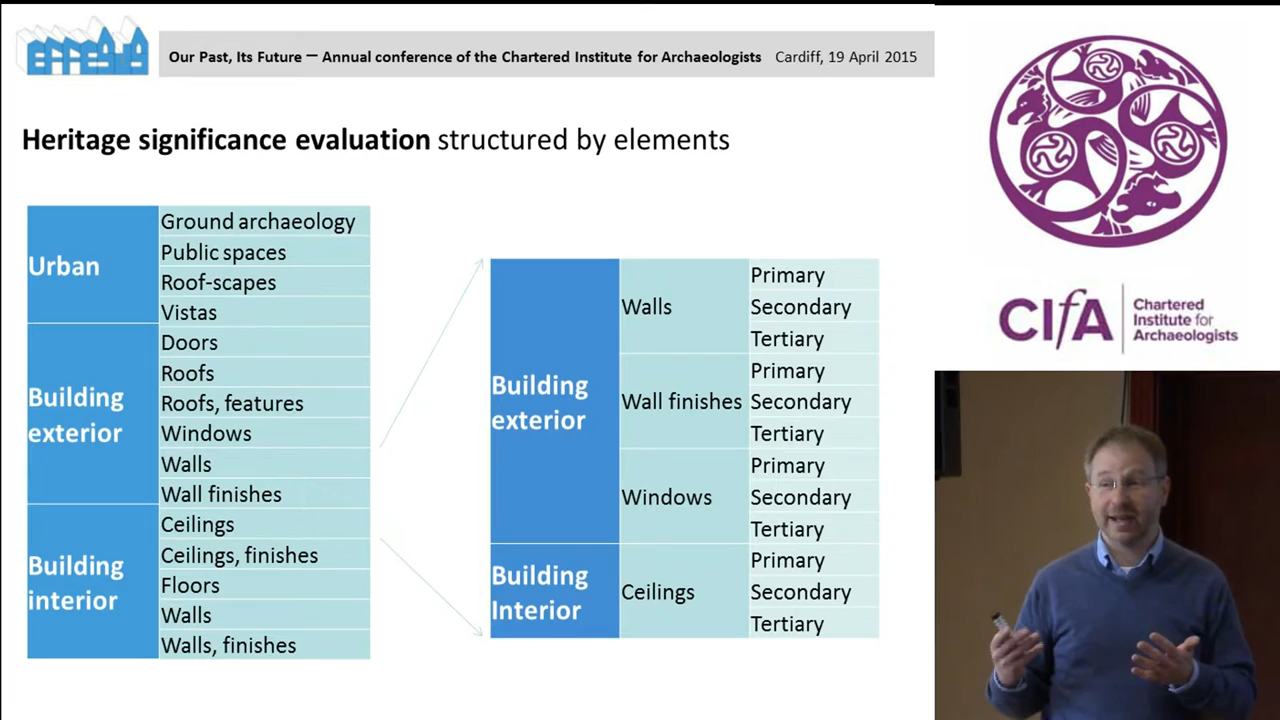 EFFESUS
Our Past, Its Future — Annual conference of the Chartered Institute for Archaeologists Cardiff, 19 April 2015
Heritage significance evaluation structured by elements
Urban
Ground archaeology
Public spaces
Roof-scapes
Vistas
Building
exterior
Doors
Roofs
Roofs, features
Windows
Walls
Wall finishes
Building
interior
Ceilings
Ceilings, finishes
Floors
Walls
Walls, finishes
Building
exterior
Walls
Primary
Secondary
Tertiary
Wall finishes
Primary
Secondary
Tertiary
Windows
Primary
Secondary
Tertiary
Building
Interior
Ceilings
Primary
Secondary
Tertiary
CIfA
Chartered
Institute for
Archaeologists